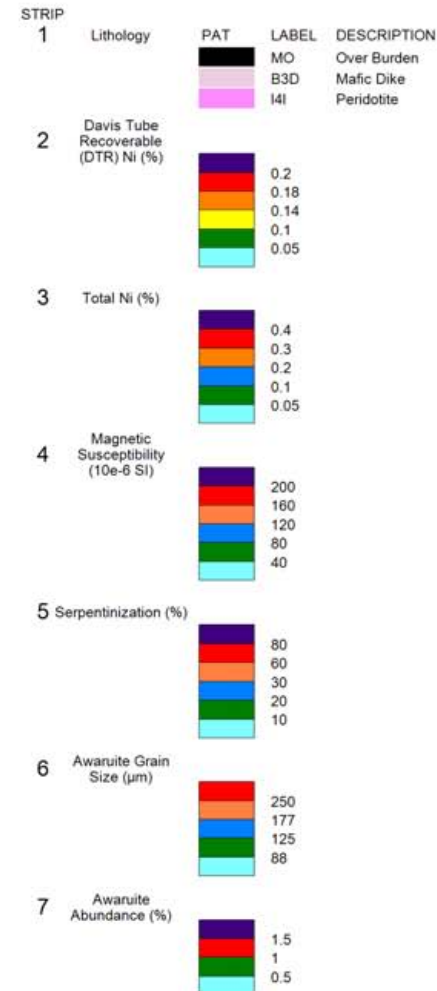 STRIP
1 Lithology PAT LABEL DESCRIPTION
MO Over Burden
B3D Mafic Dike
I4I Peridotite
2 Davis Tube
Recoverable
(DTR) Ni (%)
0.2
0.18
0.14
0.1
0.05
3 Total Ni (%)
0.4
0.3
0.2
0.1
0.05
4 Magnetic
Susceptibility
(10e-6 SI)
200
160
120
80
40
5 Serpentinization (%)
80
60
30
20
10
6 Awaruite Grain
Size (µm)
250
177
125
88
7 Awaruite
Abundance (%)
1.5
1
0.5